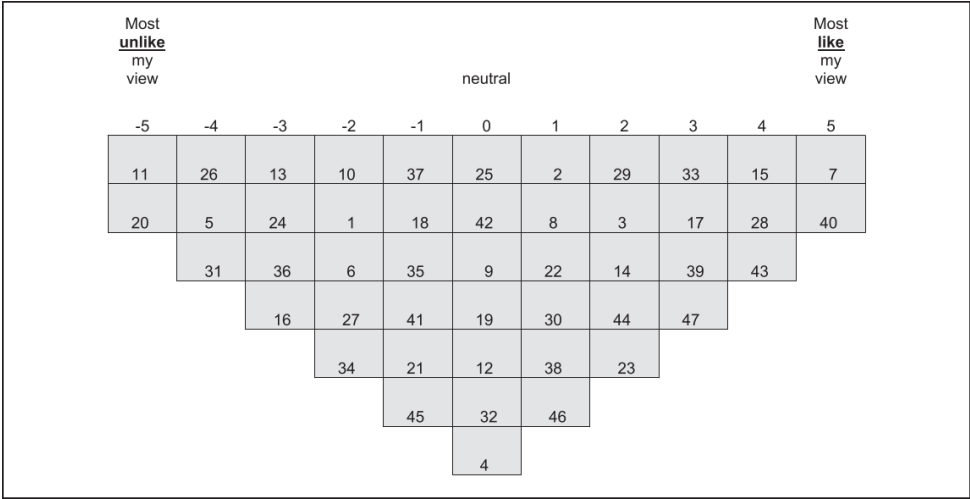 Most Most
unlike like
my my
view neutral view
-5 -4 -3 -2 -1 0 1 2 3 4 5
11 26 13 10 37 25 2 29 33 15 7
20 5 24 1 18 42 8 3 17 28 40
31 36 6 35 9 22 14 39 43
16 27 41 19 30 44 47
34 21 12 38 23
45 32 46
4